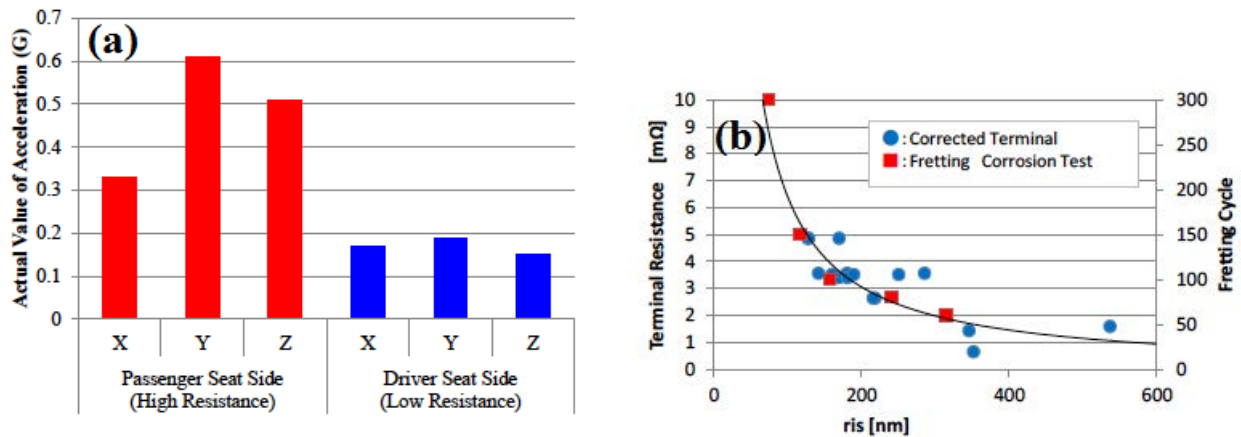 (a)
Actual Value of Acceleration (G)
0.7
0.6
0.5
0.4
0.3
0.2
0.1
0
X Y Z X Y Z
Passenger Seat Side
(High Resistance)
Driver Seat Side
(Low Resistance)
(b)
Terminal Resistance [mΩ]
10
9
8
7
6
5
4
3
2
1
0
: Corrected Terminal
: Fretting Corrosion Test
300
250
200
150
100
50
0
Fretting Cycle
0 200 400 600
ris [nm]